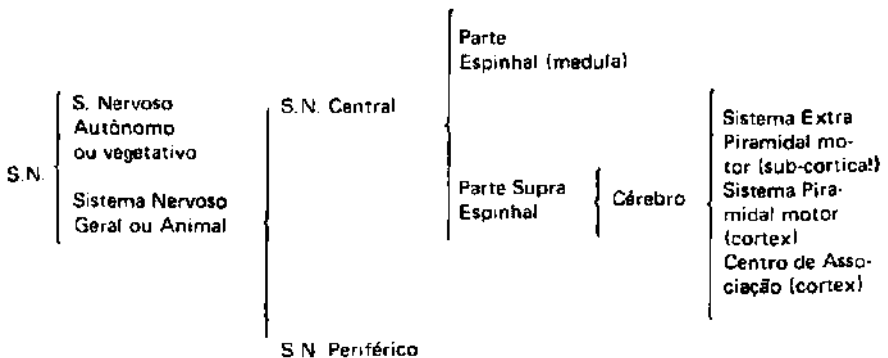 S.N.
S. Nervoso
Autônomo
ou vegetativo
Sistema Nervoso
Geral ou Animal
S.N. Central
S.N. Periférico
Parte
Espinhal (medula)
Parte Supra
Espinhal
Cérebro
Sistema Extra
Piramidal mo-
tor (sub-cortical)
Sistema Pira-
midal motor
(cortex)
Centro de Asso-
ciação (cortex)